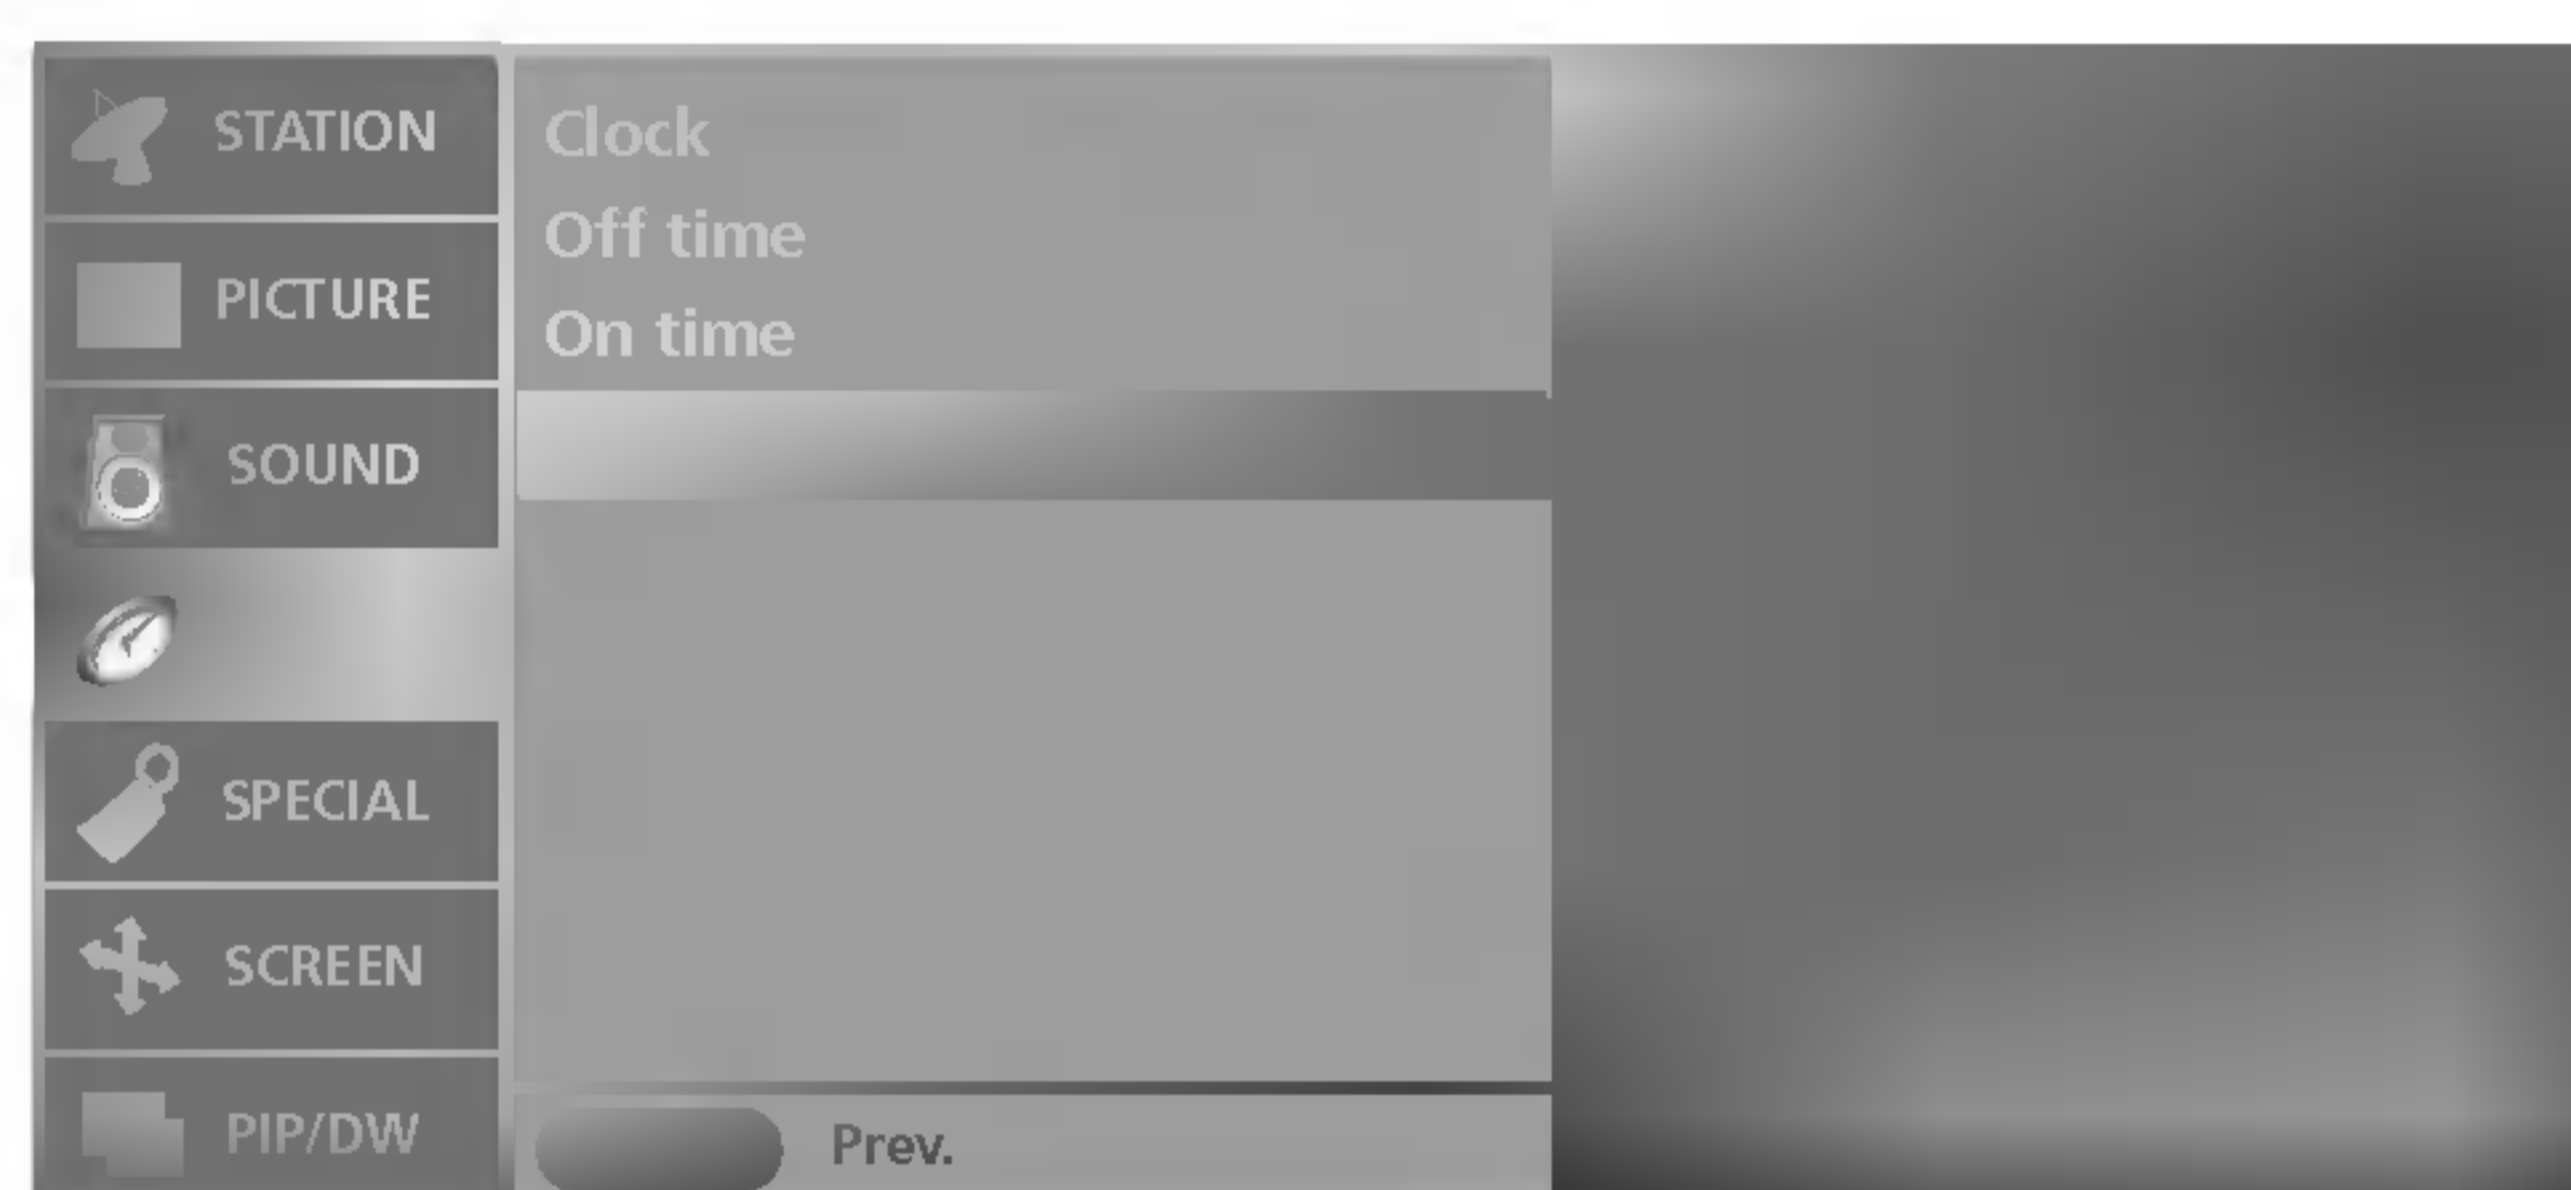 STATION
PICTURE
SOUND
SPECIAL
SCREEN
PIP/DW
Clock
Off time
On time
Prev.